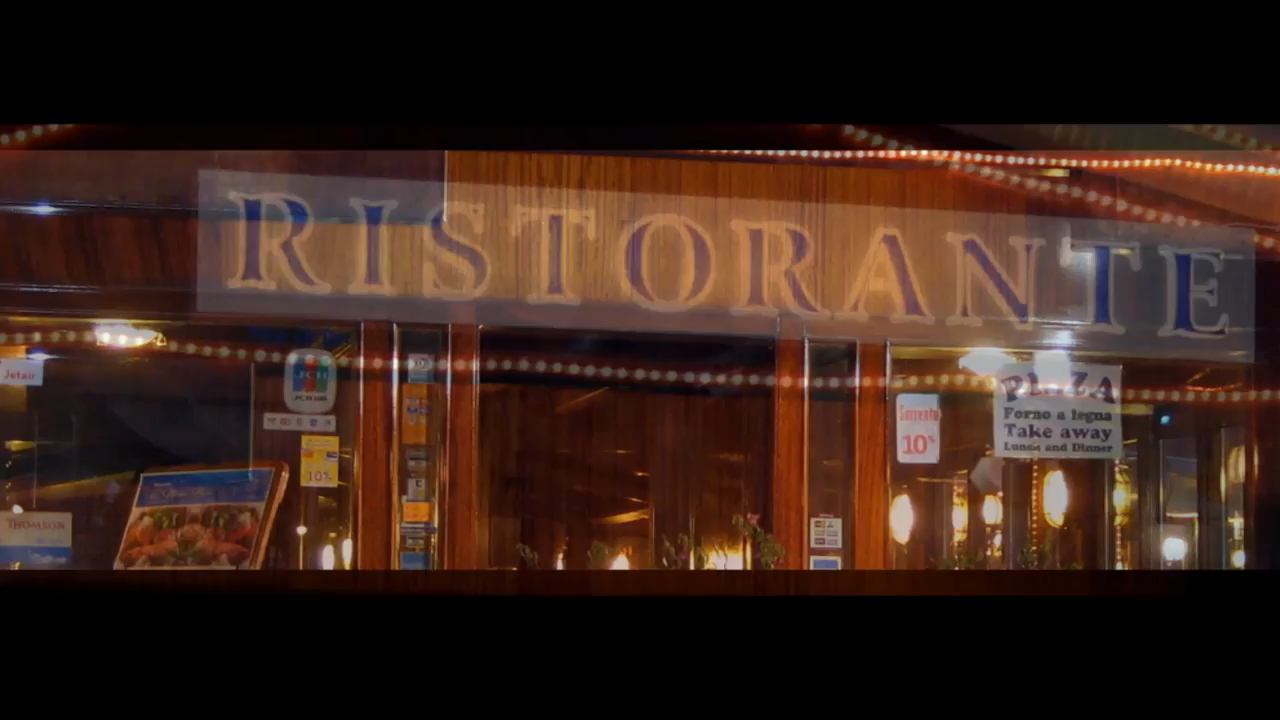 RISTORANTE
Jetair
JCB
10%
THOMSON
Sorrento
10%
PIZZA
Forno a legna
Take away
Lunch and Dinner